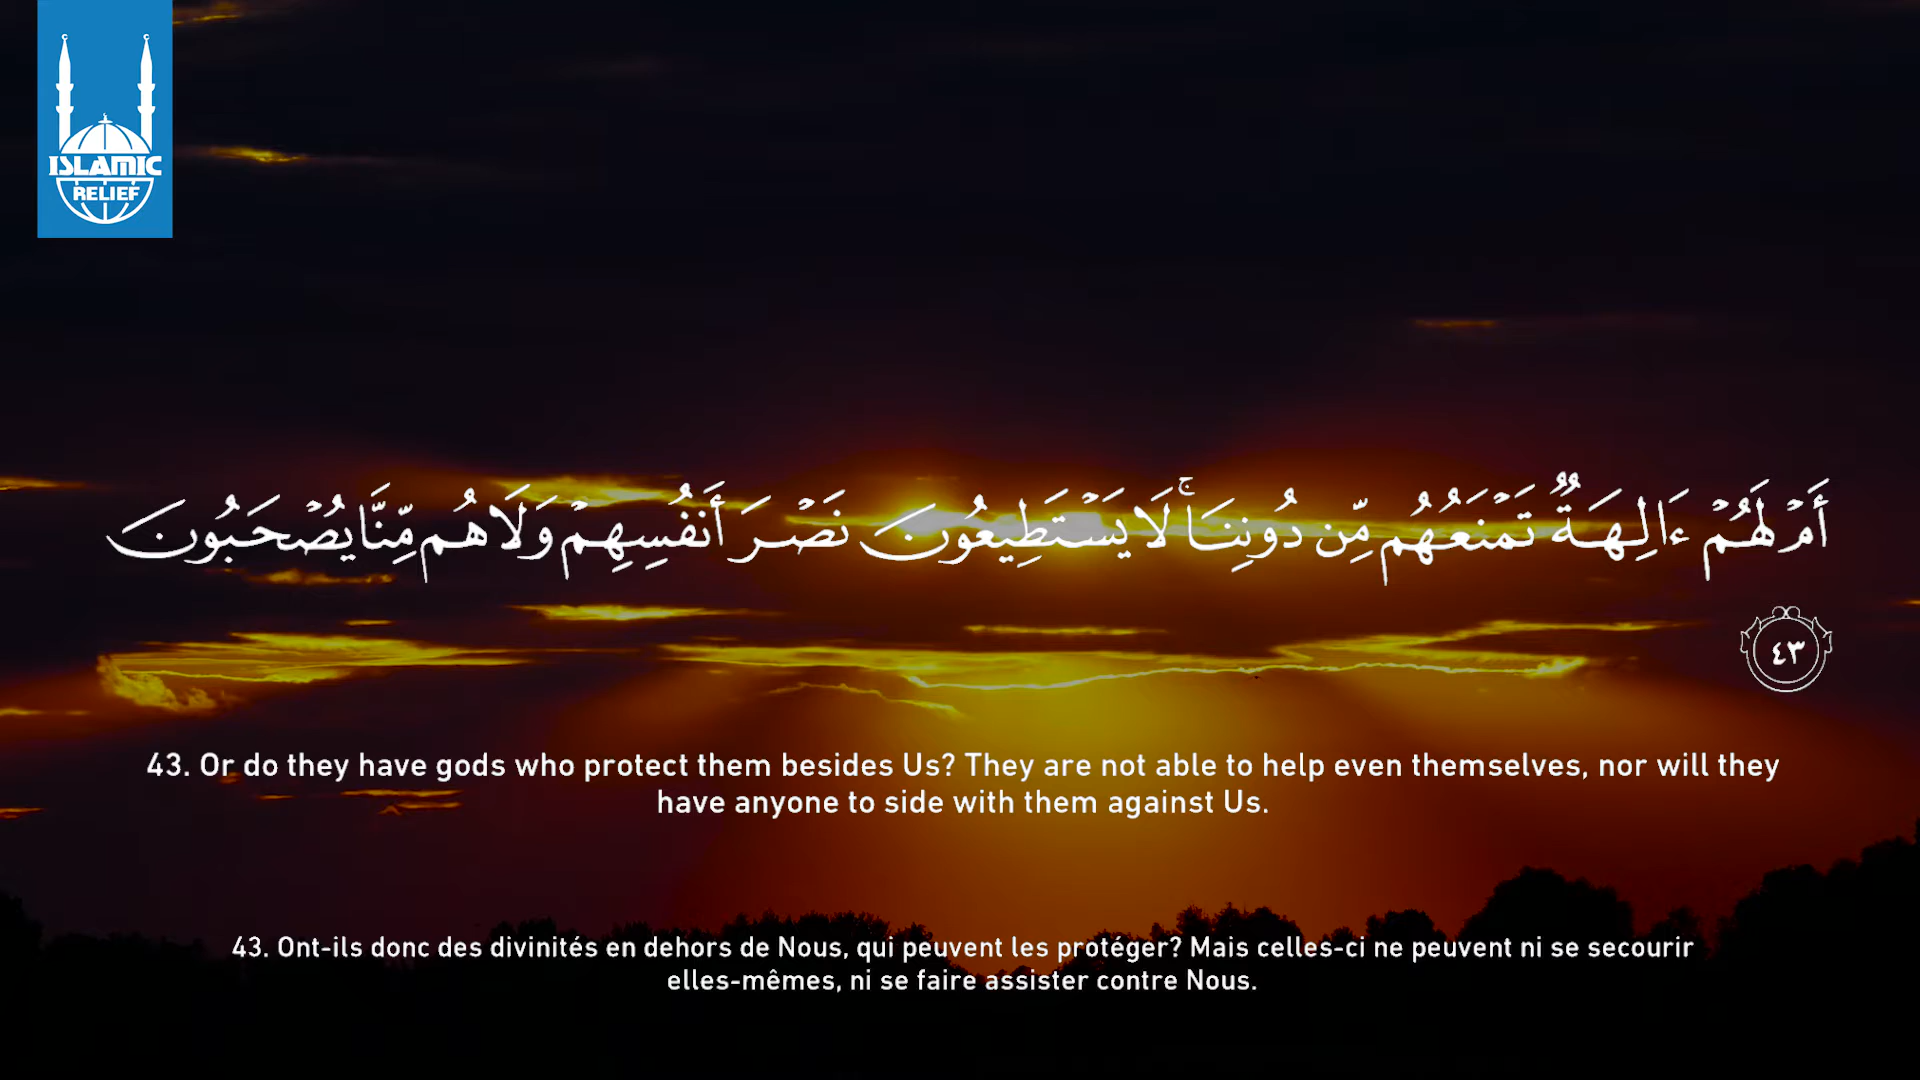 ISLAMIC
RELIEF
أَمْ لَهُمْ ءَالِهَةٌ تَمْنَعُهُم مِّن دُونِنَا ۚ لَا يَسْتَطِيعُونَ نَصْرَ أَنفُسِهِمْ وَلَا هُم مِّنَّا يُصْحَبُونَ
٤٣
43. Or do they have gods who protect them besides Us? They are not able to help even themselves, nor will they
have anyone to side with them against Us.
43. Ont-ils donc des divinités en dehors de Nous, qui peuvent les protéger? Mais celles-ci ne peuvent ni se secourir
elles-mêmes, ni se faire assister contre Nous.